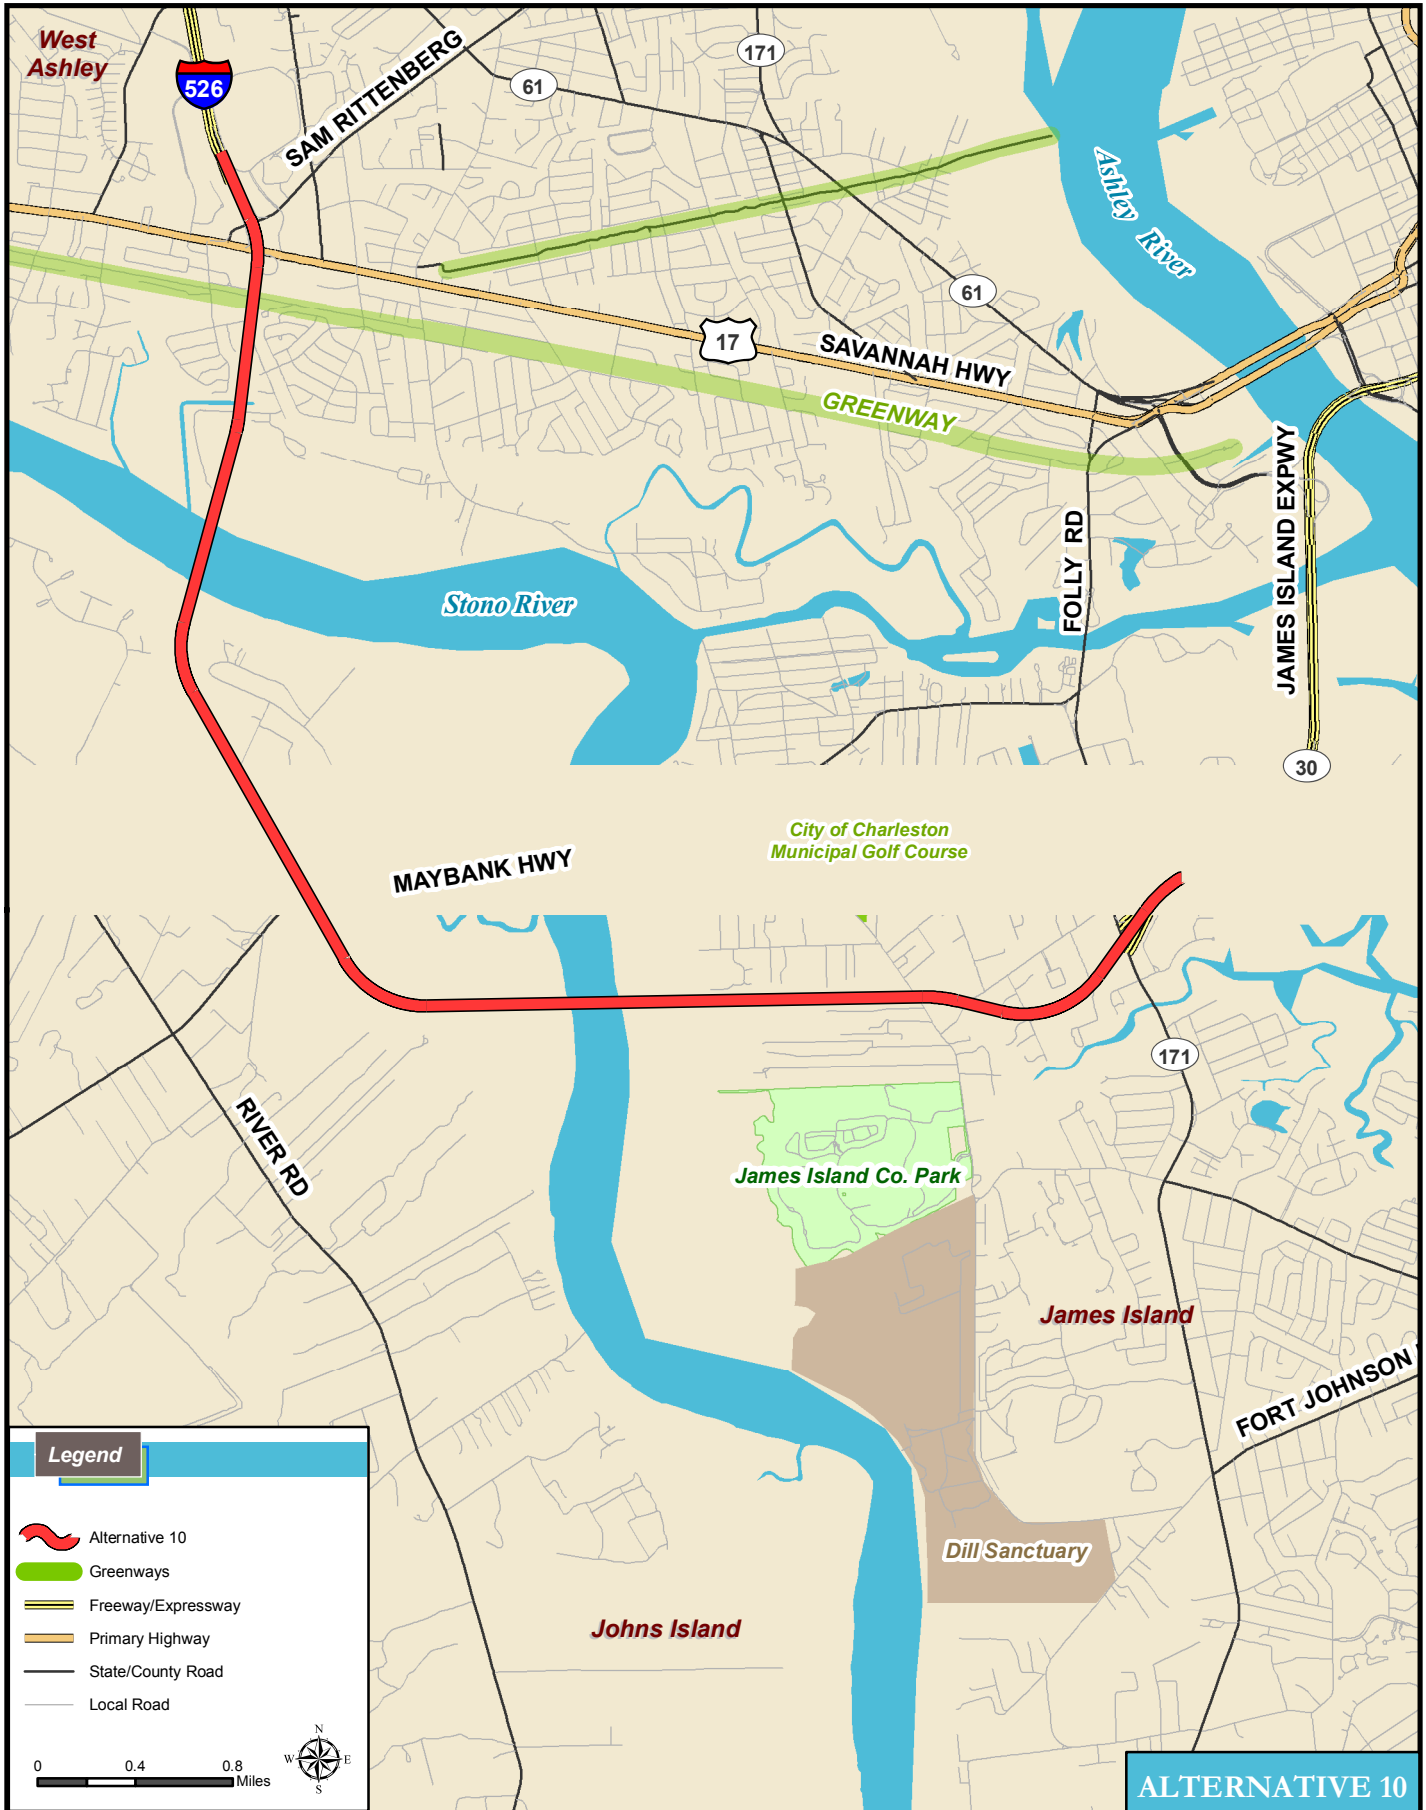 West
Ashley
526
SAM RITTENBERG
61
171
Ashley River
61
17
SAVANNAH HWY
GREENWAY
FOLLY RD
JAMES ISLAND EXPWY
Stono River
30
City of Charleston
Municipal Golf Course
MAYBANK HWY
171
RIVER RD
James Island Co. Park
James Island
FORT JOHNSON
Dill Sanctuary
Johns Island
Legend
Alternative 10
Greenways
Freeway/Expressway
Primary Highway
State/County Road
Local Road
N
W E
S
0 0.4 0.8
Miles
ALTERNATIVE 10